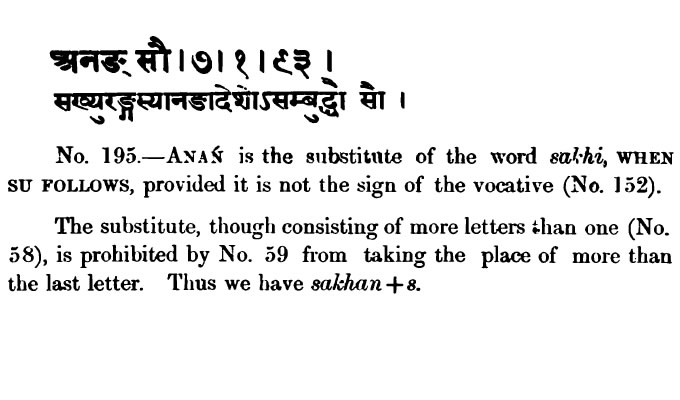 अनङ् सौ । ७ । १ । ९३ ।
सख्युरङ्गस्यानङादेशोऽसम्बुद्धौ सौ ।
No. 195.—ANAŃ is the substitute of the word sakhi, WHEN
SU FOLLOWS, provided it is not the sign of the vocative (No. 152).
The substitute, though consisting of more letters than one (No.
58), is prohibited by No. 59 from taking the place of more than
the last letter. Thus we have sakhan+s.